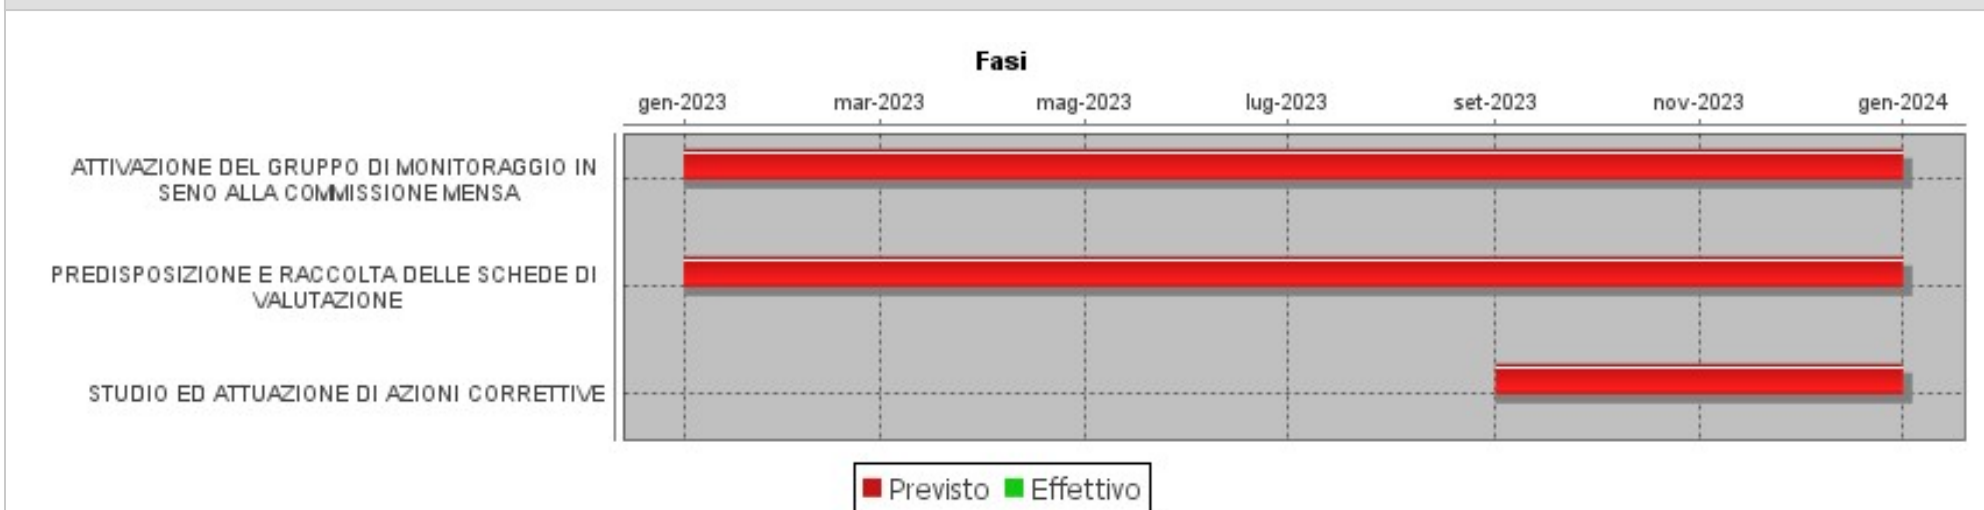 Fasi
gen-2023 mar-2023 mag-2023 lug-2023 set-2023 nov-2023 gen-2024
ATTIVAZIONE DEL GRUPPO DI MONITORAGGIO IN
SENO ALLA COMMISSIONE MENSA
PREDISPOSIZIONE E RACCOLTA DELLE SCHEDE DI
VALUTAZIONE
STUDIO ED ATTUAZIONE DI AZIONI CORRETTIVE
Previsto Effettivo